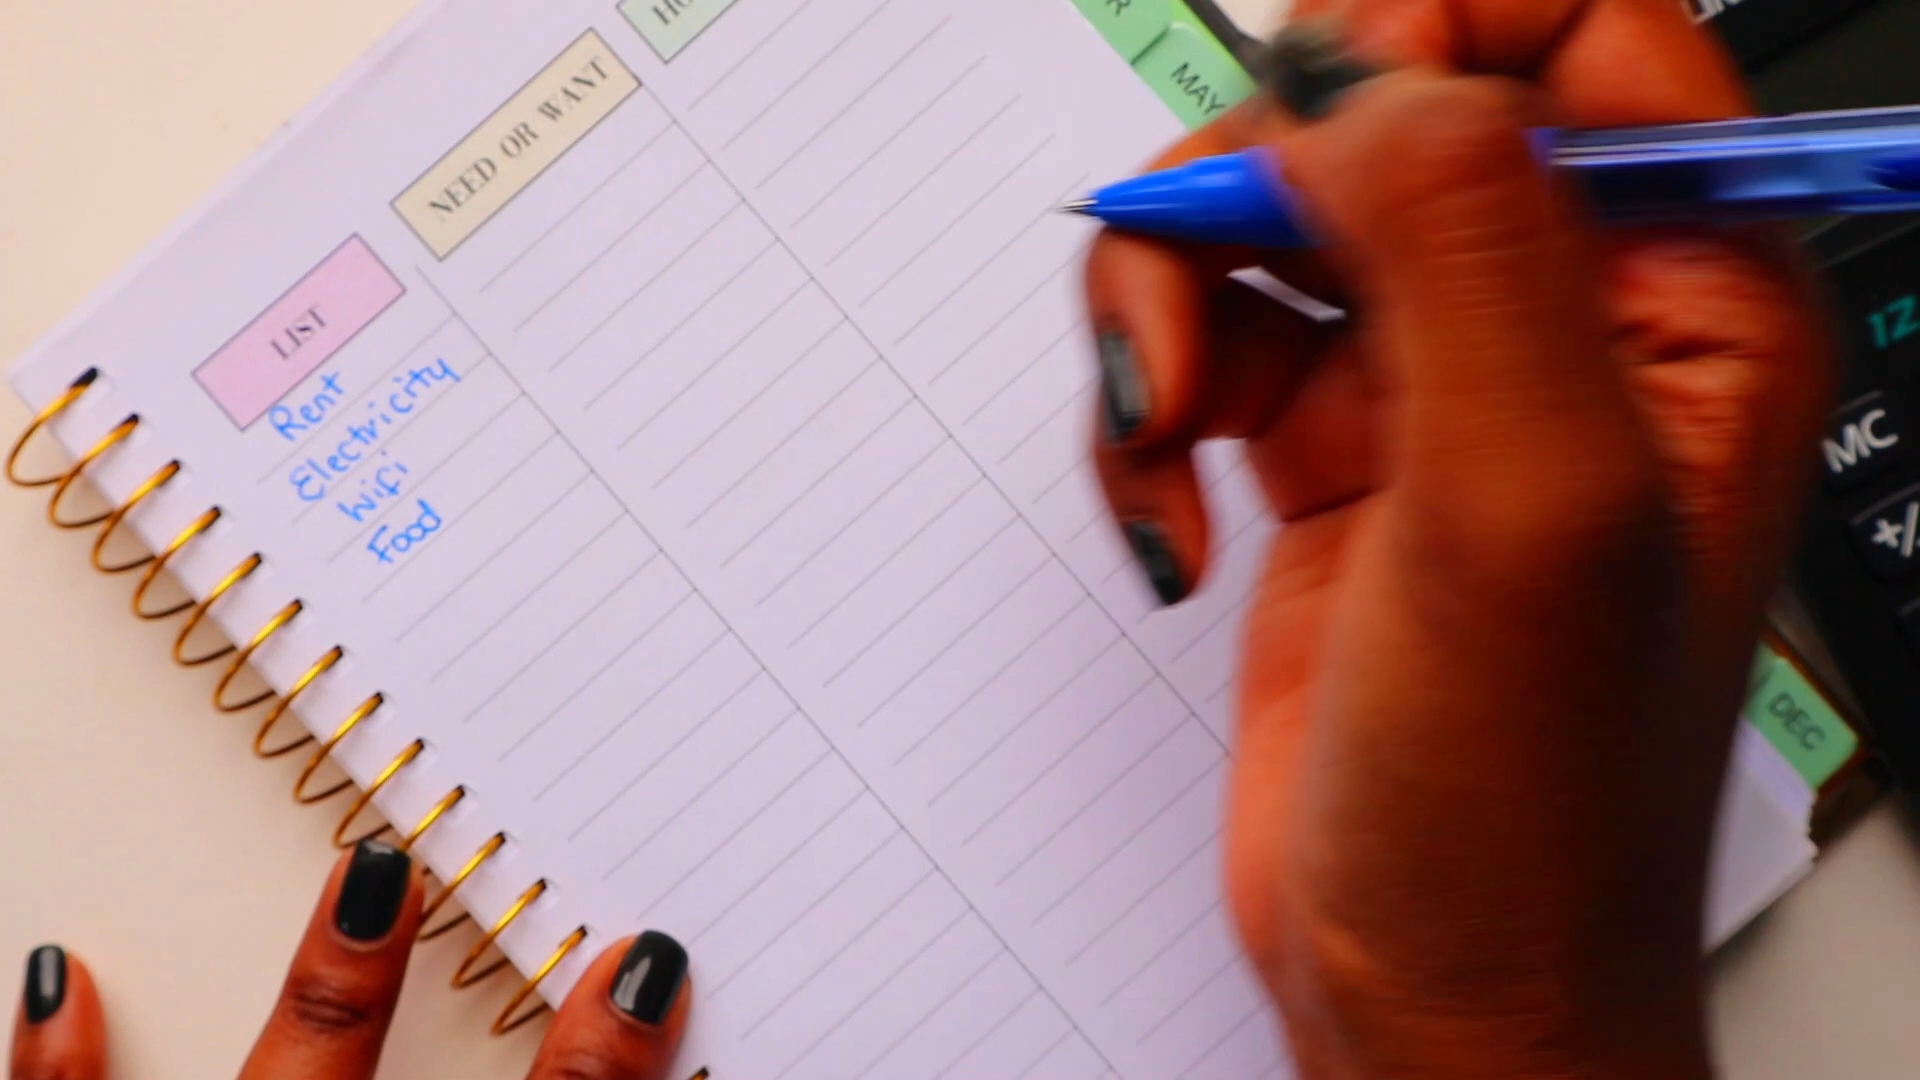 LIST
NEED OR WANT
Rent
Electricity
Wifi
Food
MAY
DEC
MC